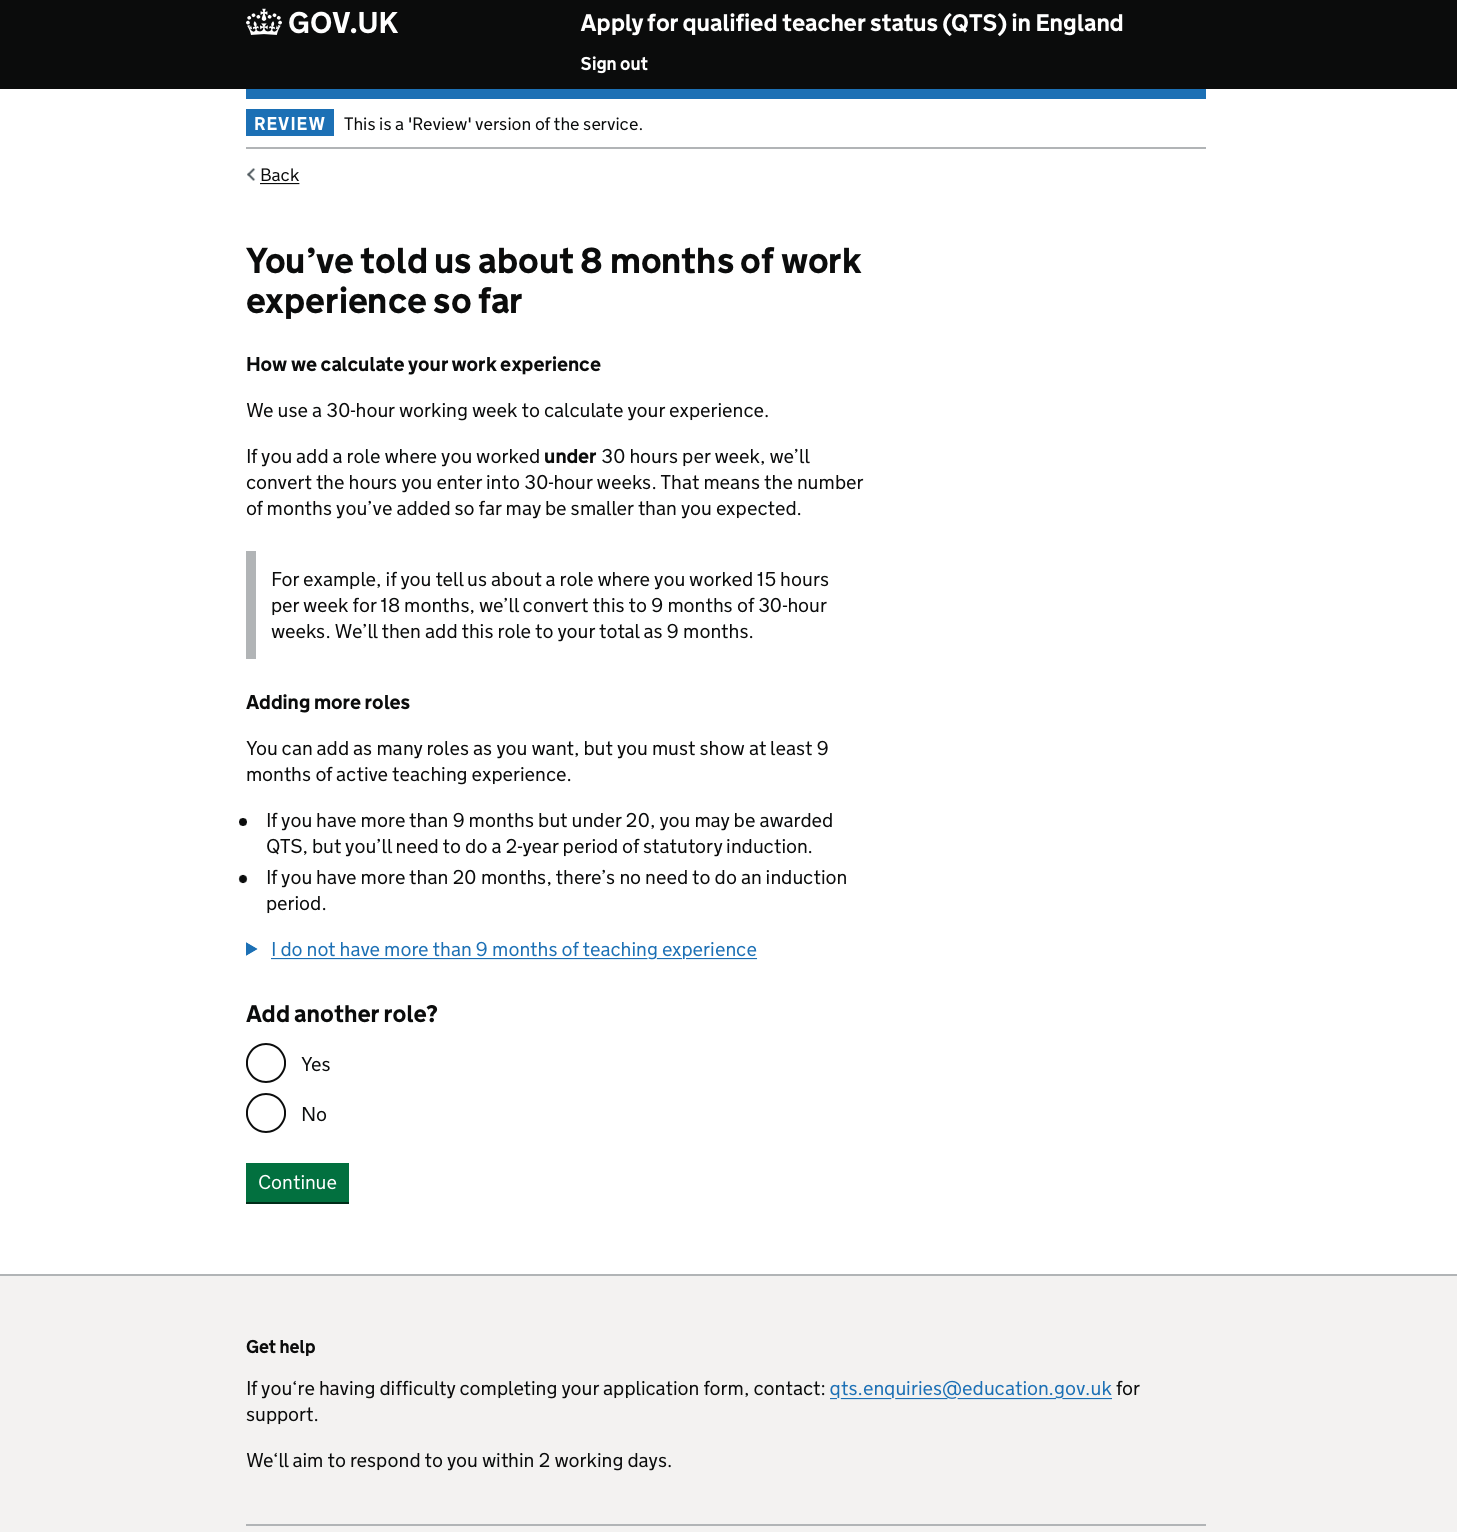 GOV.UK
Apply for qualified teacher status (QTS) in England
Sign out
REVIEW This is a 'Review' version of the service.
Back
You’ve told us about 8 months of work
experience so far
How we calculate your work experience
We use a 30-hour working week to calculate your experience.
If you add a role where you worked under 30 hours per week, we’ll
convert the hours you enter into 30-hour weeks. That means the number
of months you’ve added so far may be smaller than you expected.
For example, if you tell us about a role where you worked 15 hours
per week for 18 months, we’ll convert this to 9 months of 30-hour
weeks. We’ll then add this role to your total as 9 months.
Adding more roles
You can add as many roles as you want, but you must show at least 9
months of active teaching experience.
• If you have more than 9 months but under 20, you may be awarded
QTS, but you’ll need to do a 2-year period of statutory induction.
• If you have more than 20 months, there’s no need to do an induction
period.
I do not have more than 9 months of teaching experience
Add another role?
Yes
No
Continue
Get help
If you‘re having difficulty completing your application form, contact: qts.enquiries@education.gov.uk for
support.
We‘ll aim to respond to you within 2 working days.